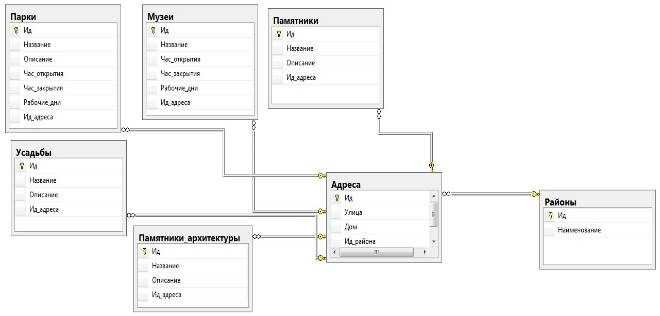 Парки
Ид
Название
Описание
Час_открытия
Час_закрытия
Рабочие_дни
Ид_адреса
Музеи
Ид
Название
Час_открытия
Час_закрытия
Рабочие_дни
Ид_адреса
Памятники
Ид
Название
Описание
Ид_адреса
Усадьбы
Ид
Название
Описание
Ид_адреса
Памятники_архитектуры
Ид
Название
Описание
Ид_адреса
Адреса
Ид
Улица
Дом
Ид_района
Районы
Ид
Наименование